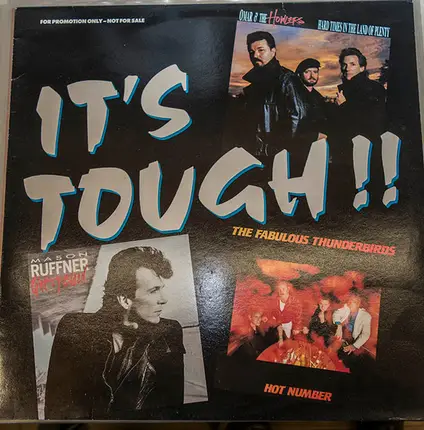 FOR PROMOTION ONLY – NOT FOR SALE
OMAR & THE HOWLERS
HARD TIMES IN THE LAND OF PLENTY
IT'S
TOUGH!!
THE FABULOUS THUNDERBIRDS
MASON
RUFFNER
HOT NUMBER